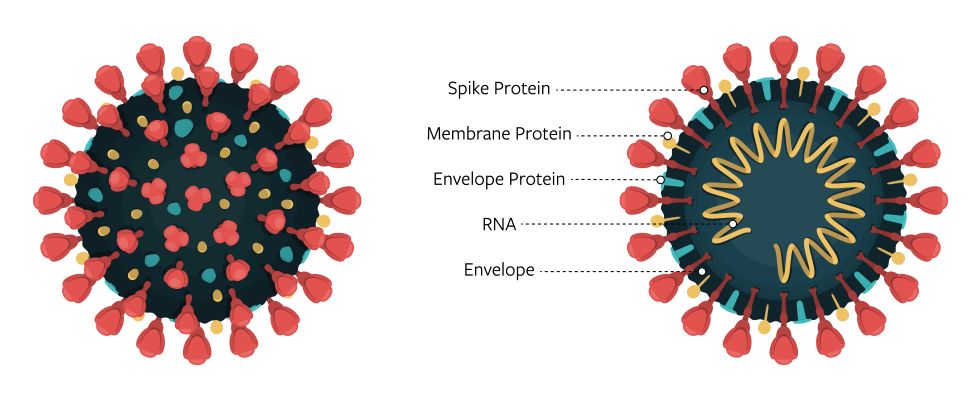 Spike Protein
Membrane Protein
Envelope Protein
RNA
Envelope